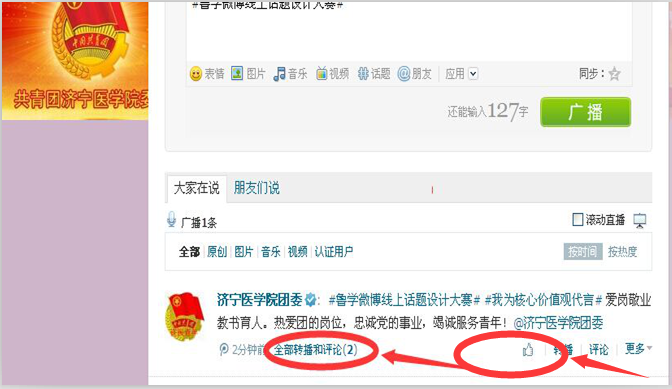 #鲁学微博线上话题设计大赛#
中国共青团
共青团济宁医学院委
表情 图片 音乐 视频 话题 朋友 应用 同步：
还能输入127字 广播
大家在说 朋友们说
广播1条 滚动直播
全部 原创 图片 音乐 视频 认证用户 按时间 按热度
济宁医学院团委： #鲁学微博线上话题设计大赛# #我为核心价值观代言# 爱岗敬业
教书育人。热爱团的岗位，忠诚党的事业，竭诚服务青年！@济宁医学院团委
2分钟前 全部转播和评论(2) 转播 评论 更多